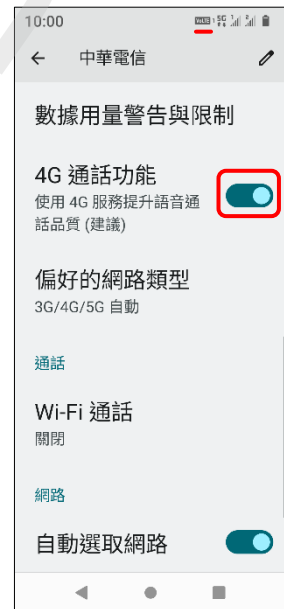 10:00
VoLTE 5G
中華電信
數據用量警告與限制
4G 通話功能
使用 4G 服務提升語音通
話品質 (建議)
偏好的網路類型
3G/4G/5G 自動
通話
Wi-Fi 通話
關閉
網路
自動選取網路